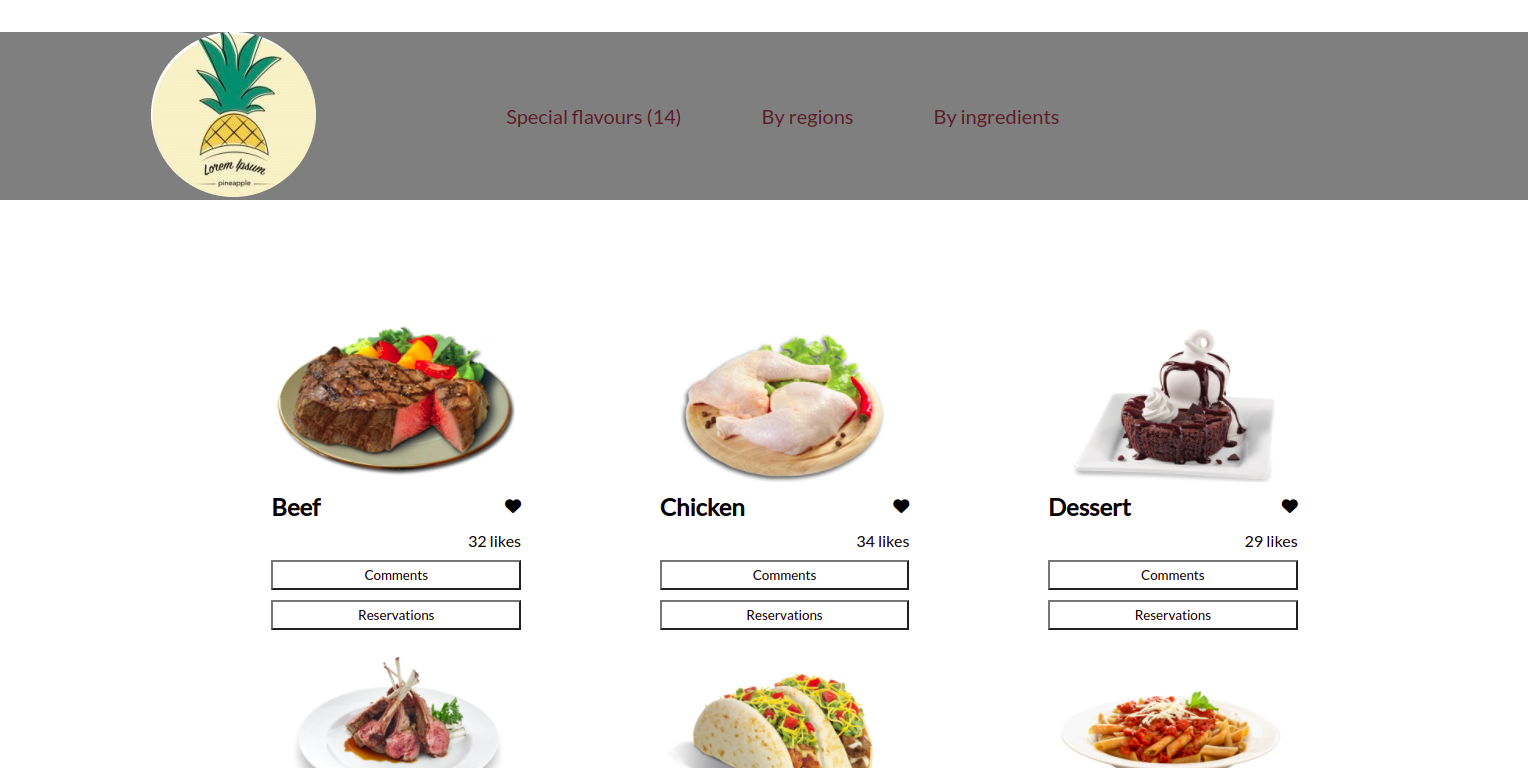 Lorem Ipsum
pineapple
Special flavours (14) By regions By ingredients
Beef
32 likes
Comments
Reservations
Chicken
34 likes
Comments
Reservations
Dessert
29 likes
Comments
Reservations